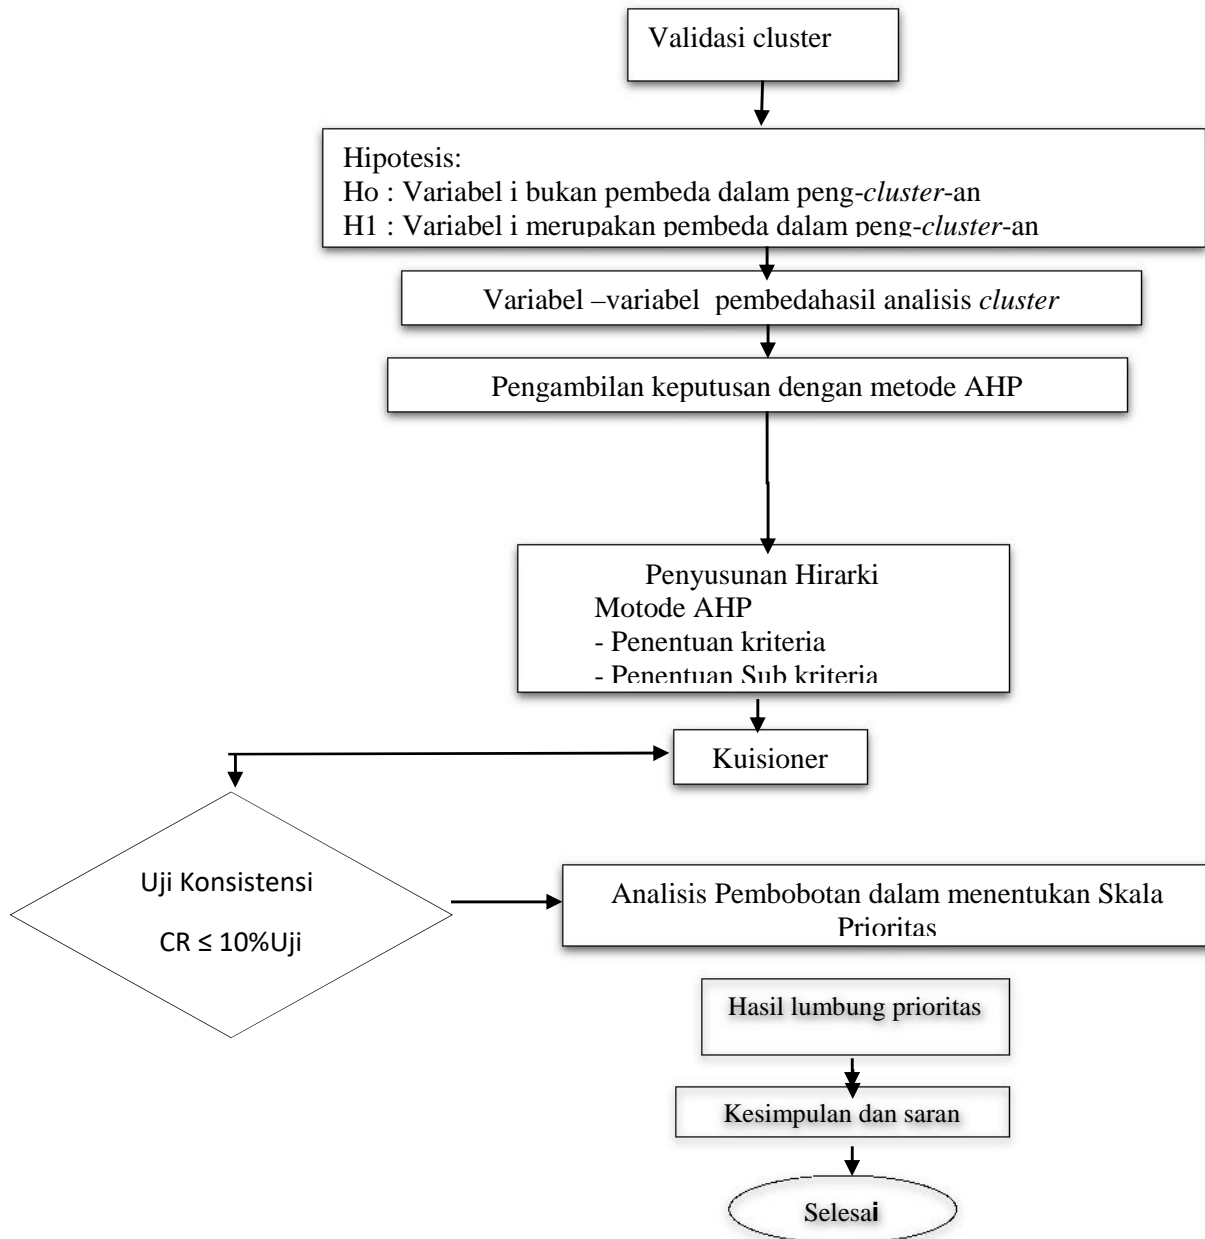 Validasi cluster
Hipotesis:
Ho : Variabel i bukan pembeda dalam peng-cluster-an
H1 : Variabel i merupakan pembeda dalam peng-cluster-an
Variabel –variabel pembedahasil analisis cluster
Pengambilan keputusan dengan metode AHP
Penyusunan Hirarki
Motode AHP
- Penentuan kriteria
- Penentuan Sub kriteria
Kuisioner
Uji Konsistensi
CR ≤ 10%Uji
Analisis Pembobotan dalam menentukan Skala
Prioritas
Hasil lumbung prioritas
Kesimpulan dan saran
Selesai